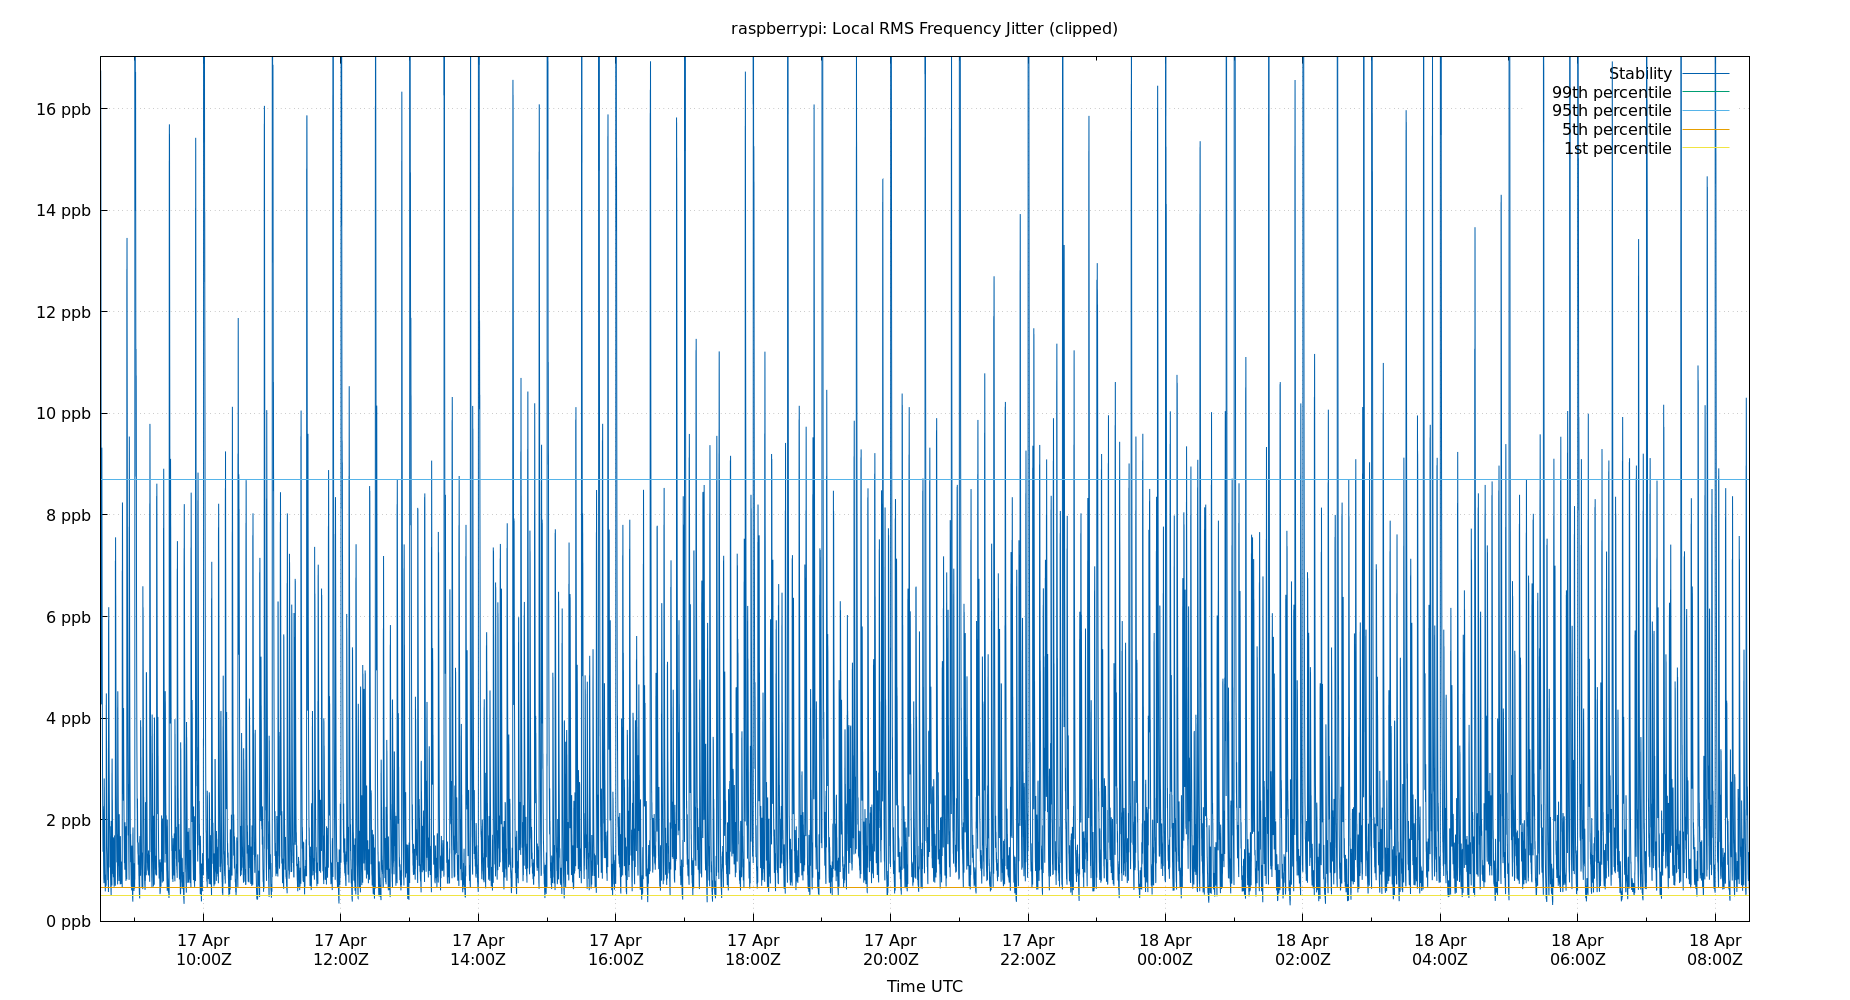 raspberrypi: Local RMS Frequency Jitter (clipped)
Stability
99th percentile
95th percentile
5th percentile
1st percentile
16 ppb
14 ppb
12 ppb
10 ppb
8 ppb
6 ppb
4 ppb
2 ppb
0 ppb
17 Apr 17 Apr 17 Apr 17 Apr 17 Apr 17 Apr 17 Apr 18 Apr 18 Apr 18 Apr 18 Apr 18 Apr
10:00Z 12:00Z 14:00Z 16:00Z 18:00Z 20:00Z 22:00Z 00:00Z 02:00Z 04:00Z 06:00Z 08:00Z
Time UTC